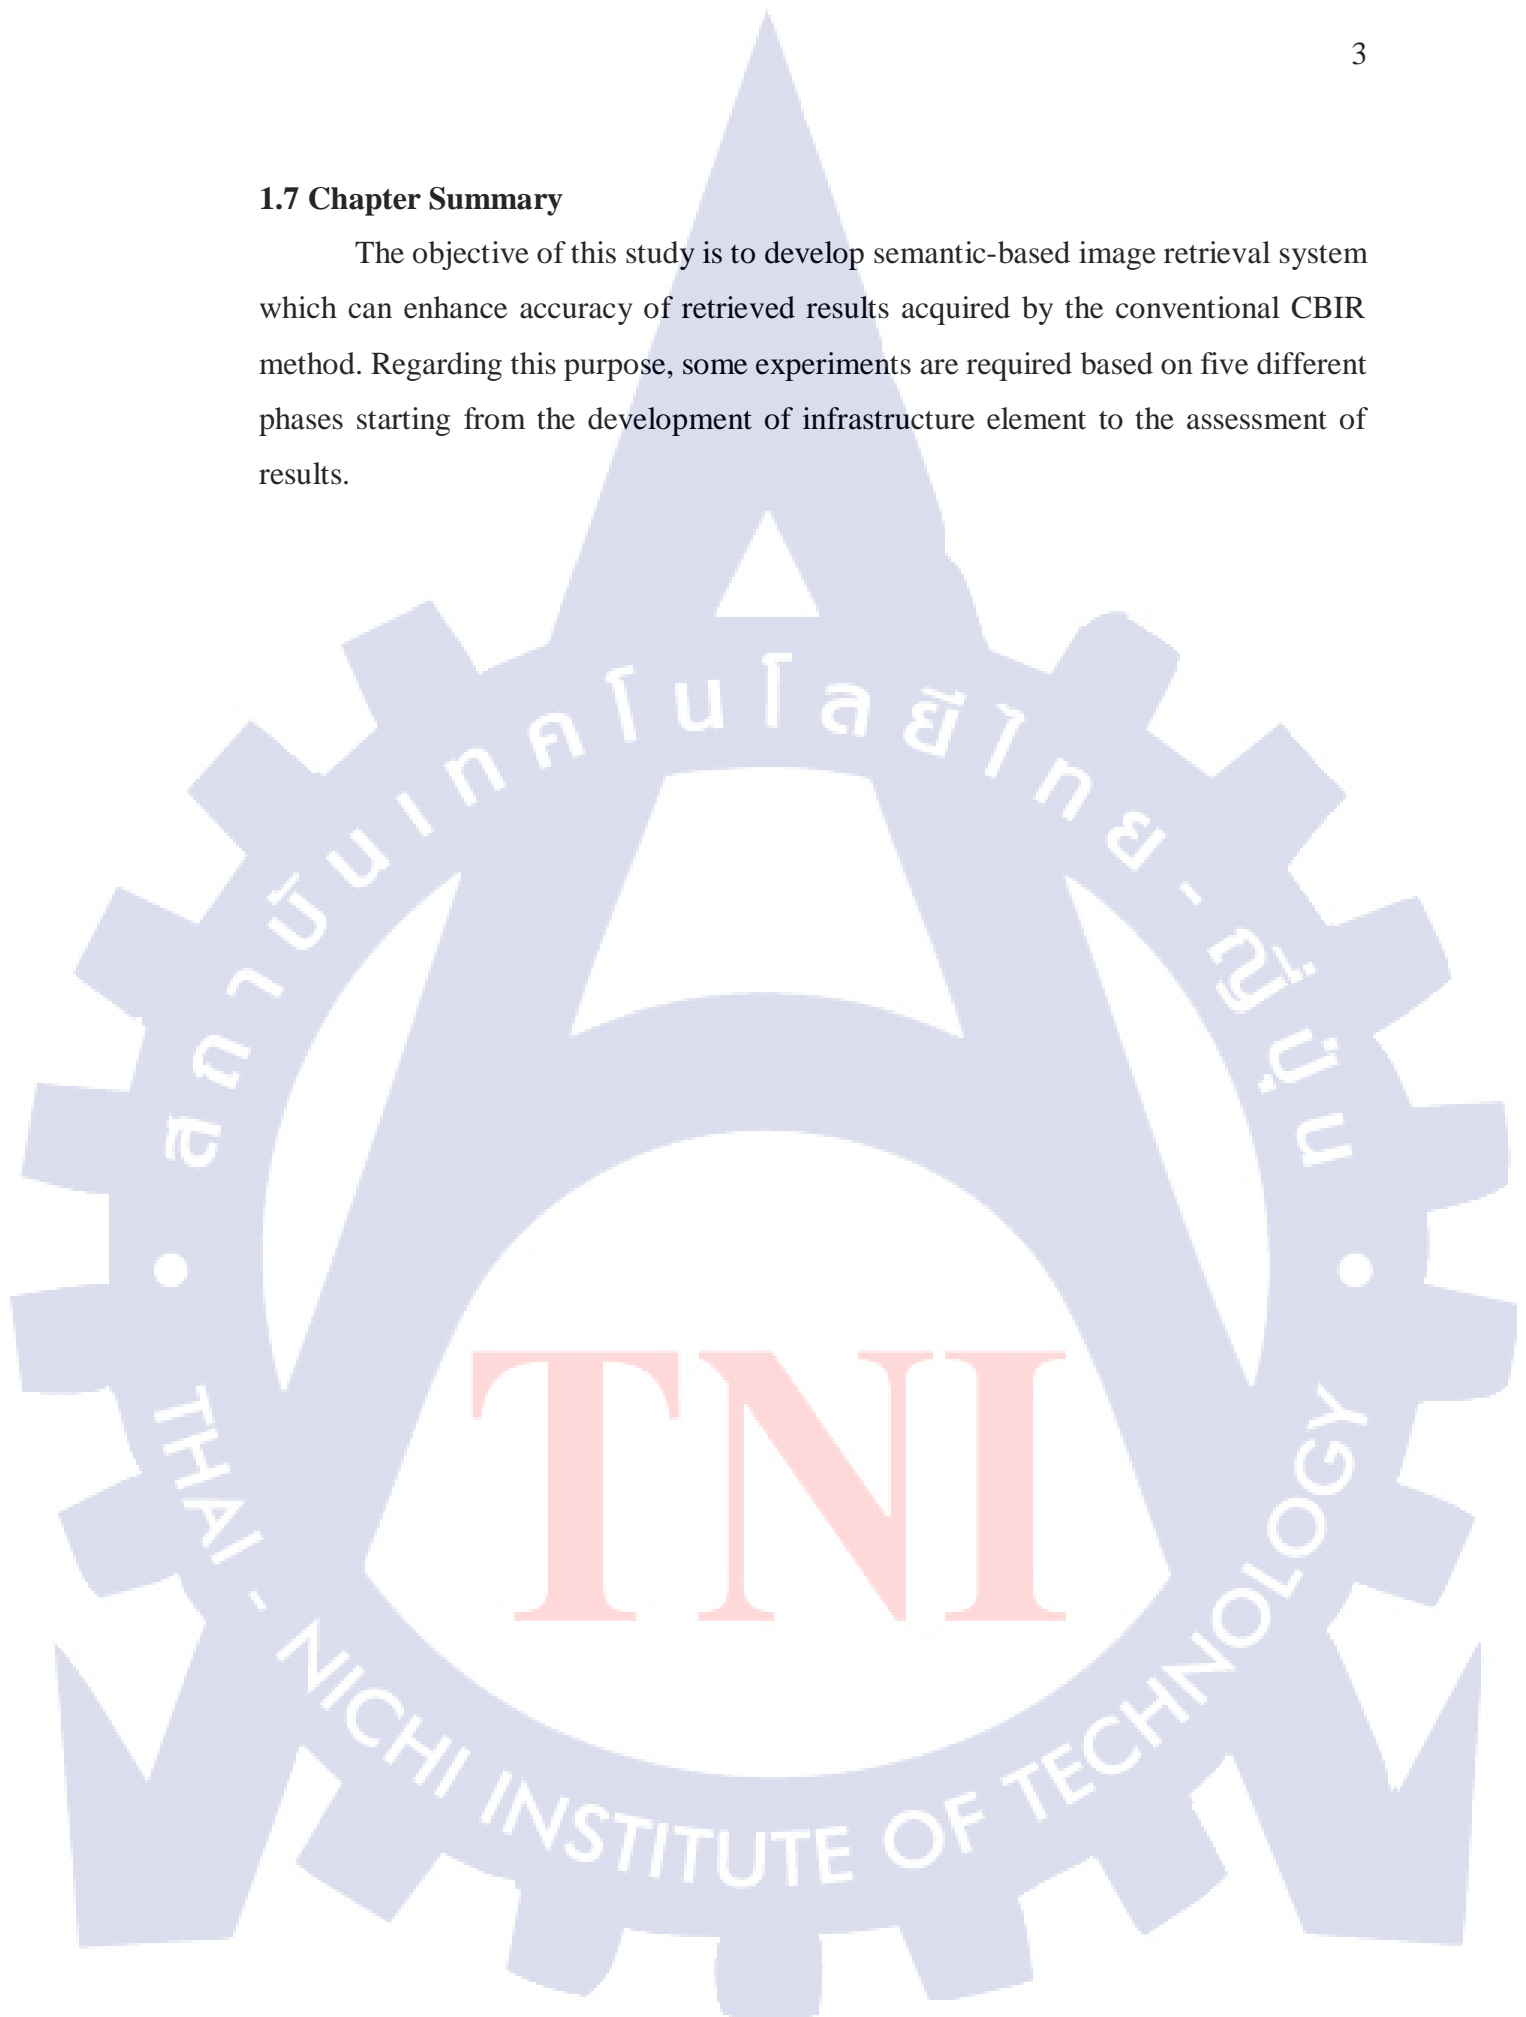 3
1.7 Chapter Summary
The objective of this study is to develop semantic-based image retrieval system
which can enhance accuracy of retrieved results acquired by the conventional CBIR
method. Regarding this purpose, some experiments are required based on five different
phases starting from the development of infrastructure element to the assessment of
results.
สถาบันเทคโนโลยีไทย-ญี่ปุ่น
TNI
THAI - NICHI INSTITUTE OF TECHNOLOGY